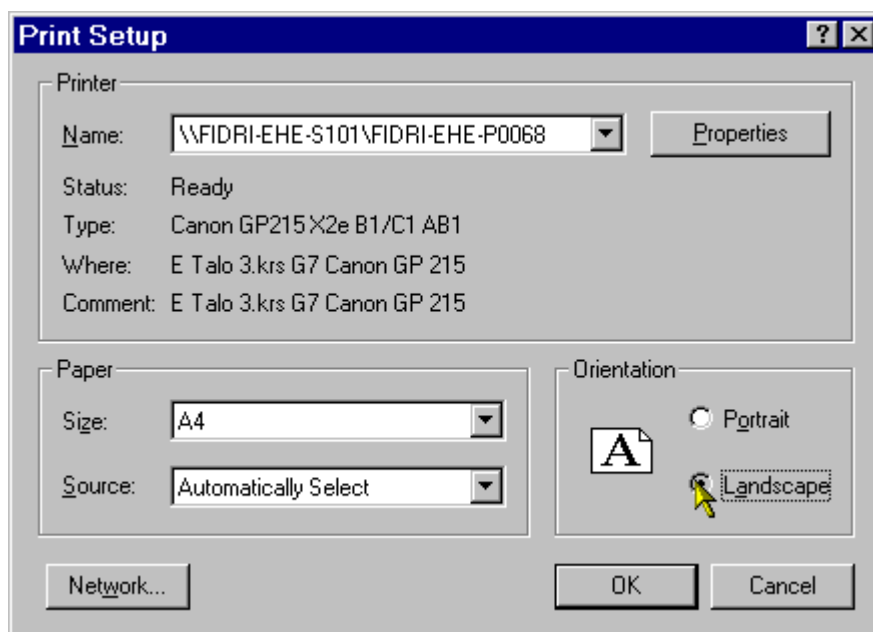 Print Setup
Printer
Name: \\FIDRI-EHE-S101\FIDRI-EHE-P0068 Properties
Status: Ready
Type: Canon GP215 X2e B1/C1 AB1
Where: E Talo 3.krs G7 Canon GP 215
Comment: E Talo 3.krs G7 Canon GP 215
Paper
Size: A4
Source: Automatically Select
Orientation
A
Portrait
Landscape
Network... OK Cancel